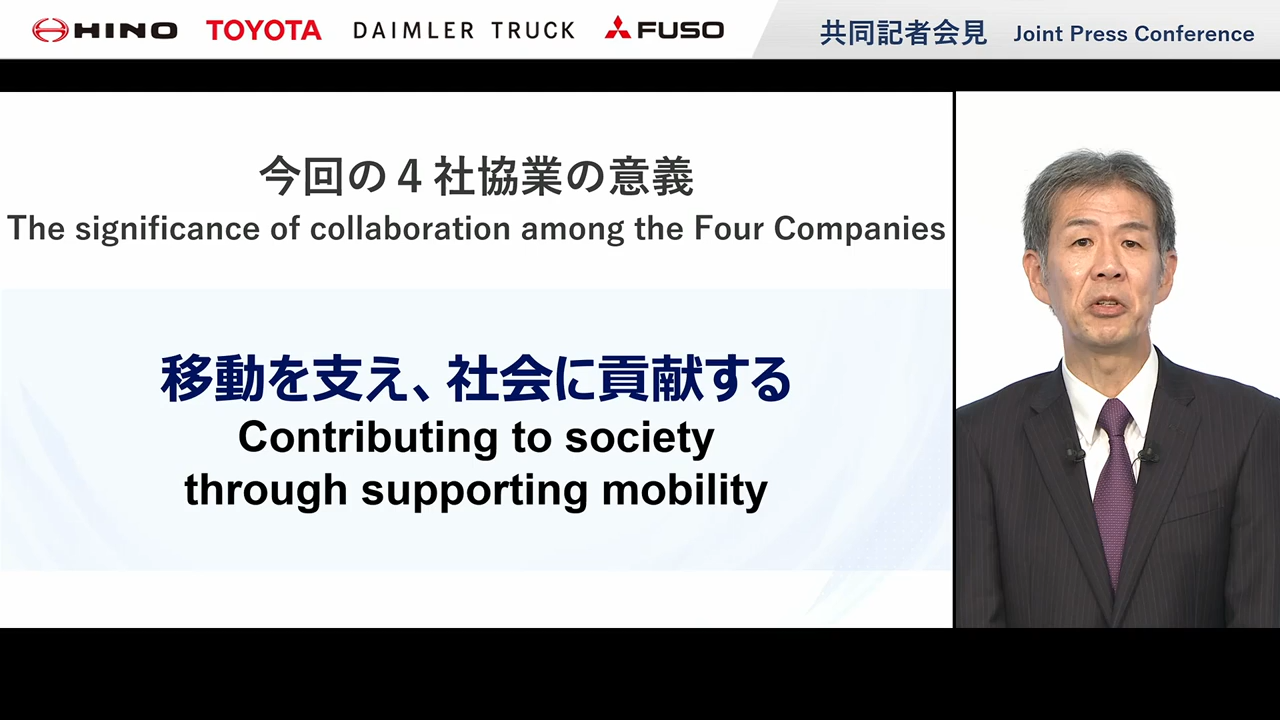 HINO TOYOTA DAIMLER TRUCK FUSO 共同記者会見 Joint Press Conference
今回の4社協業の意義
The significance of collaboration among the Four Companies
移動を支え、社会に貢献する
Contributing to society
through supporting mobility